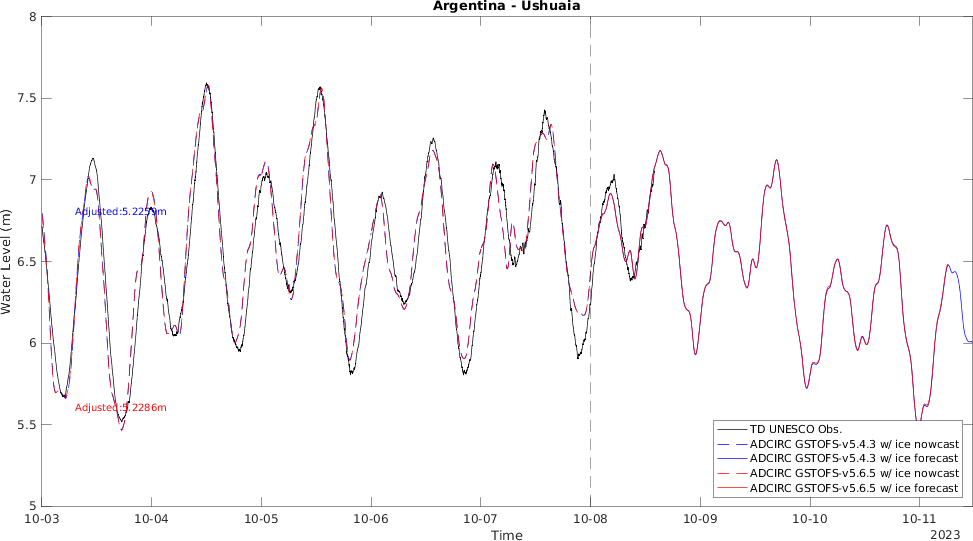 Argentina - Ushuaia
8
7.5
7
6.5
6
5.5
5
Water Level (m)
Adjusted:5.2259m
Adjusted:5.2286m
TD UNESCO Obs.
ADCIRC GSTOFS-v5.4.3 w/ ice nowcast
ADCIRC GSTOFS-v5.4.3 w/ ice forecast
ADCIRC GSTOFS-v5.6.5 w/ ice nowcast
ADCIRC GSTOFS-v5.6.5 w/ ice forecast
10-03 10-04 10-05 10-06 10-07 10-08 10-09 10-10 10-11
Time
2023